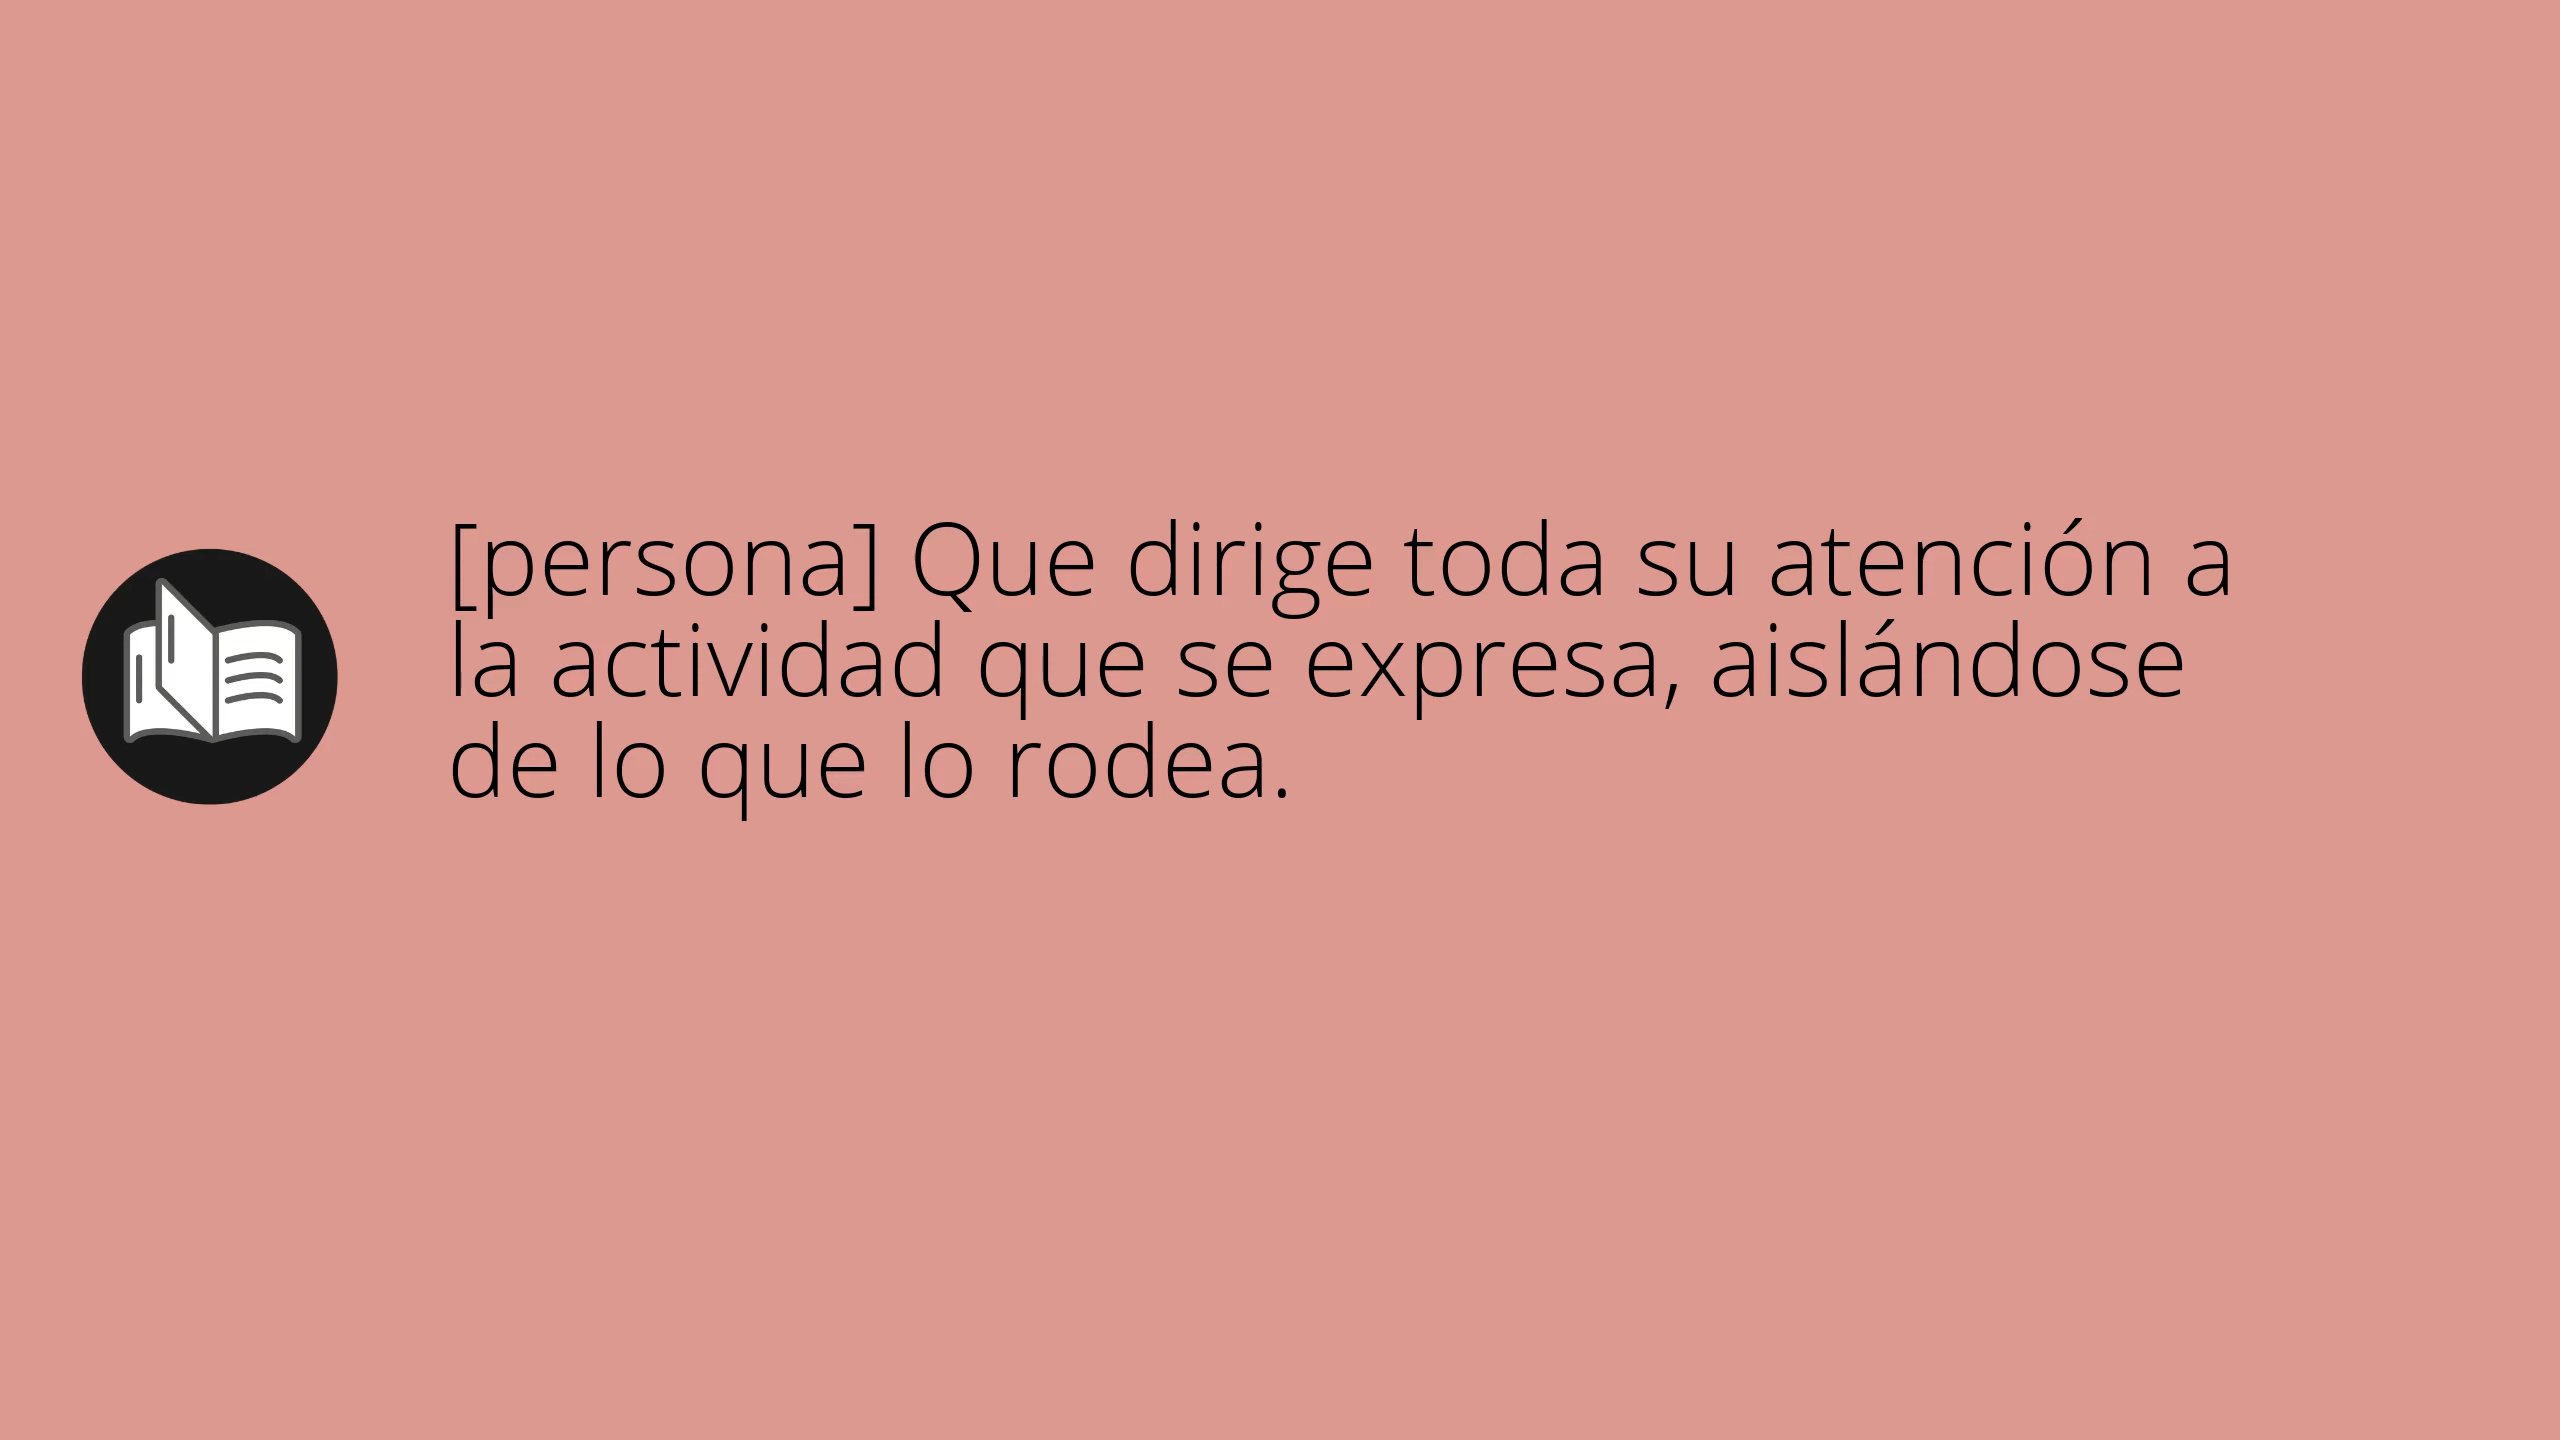 [persona] Que dirige toda su atención a
la actividad que se expresa, aislándose
de lo que lo rodea.